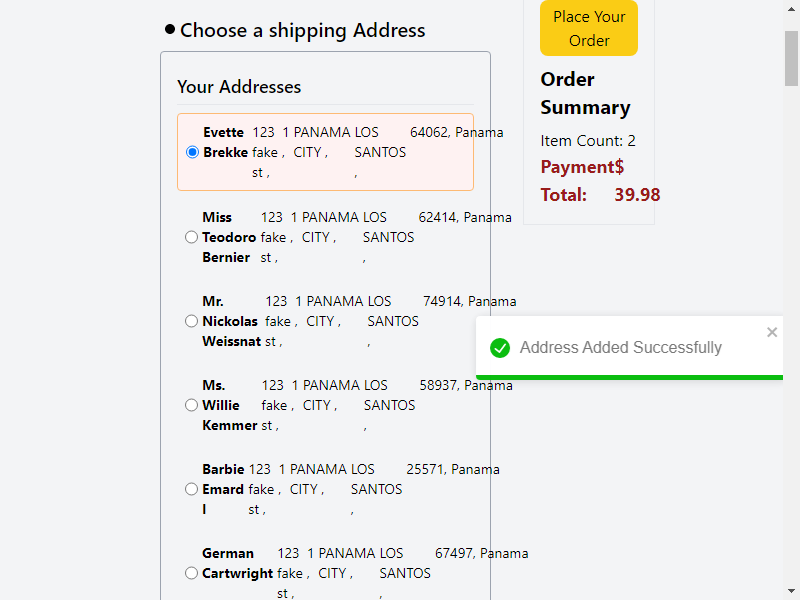 Choose a shipping Address
Your Addresses
Evette 123 1 PANAMA LOS 64062, Panama
Brekke fake , CITY , SANTOS
st , ,
Miss 123 1 PANAMA LOS 62414, Panama
Teodoro fake , CITY , SANTOS
Bernier st , ,
Mr. 123 1 PANAMA LOS 74914, Panama
Nickolas fake , CITY , SANTOS
Weissnat st , ,
Ms. 123 1 PANAMA LOS 58937, Panama
Willie fake , CITY , SANTOS
Kemmer st , ,
Barbie 123 1 PANAMA LOS 25571, Panama
Emard fake , CITY , SANTOS
I st , ,
German 123 1 PANAMA LOS 67497, Panama
Cartwright fake , CITY , SANTOS
st , ,
Place Your
Order
Order
Summary
Item Count: 2
Payment$
Total: 39.98
Address Added Successfully